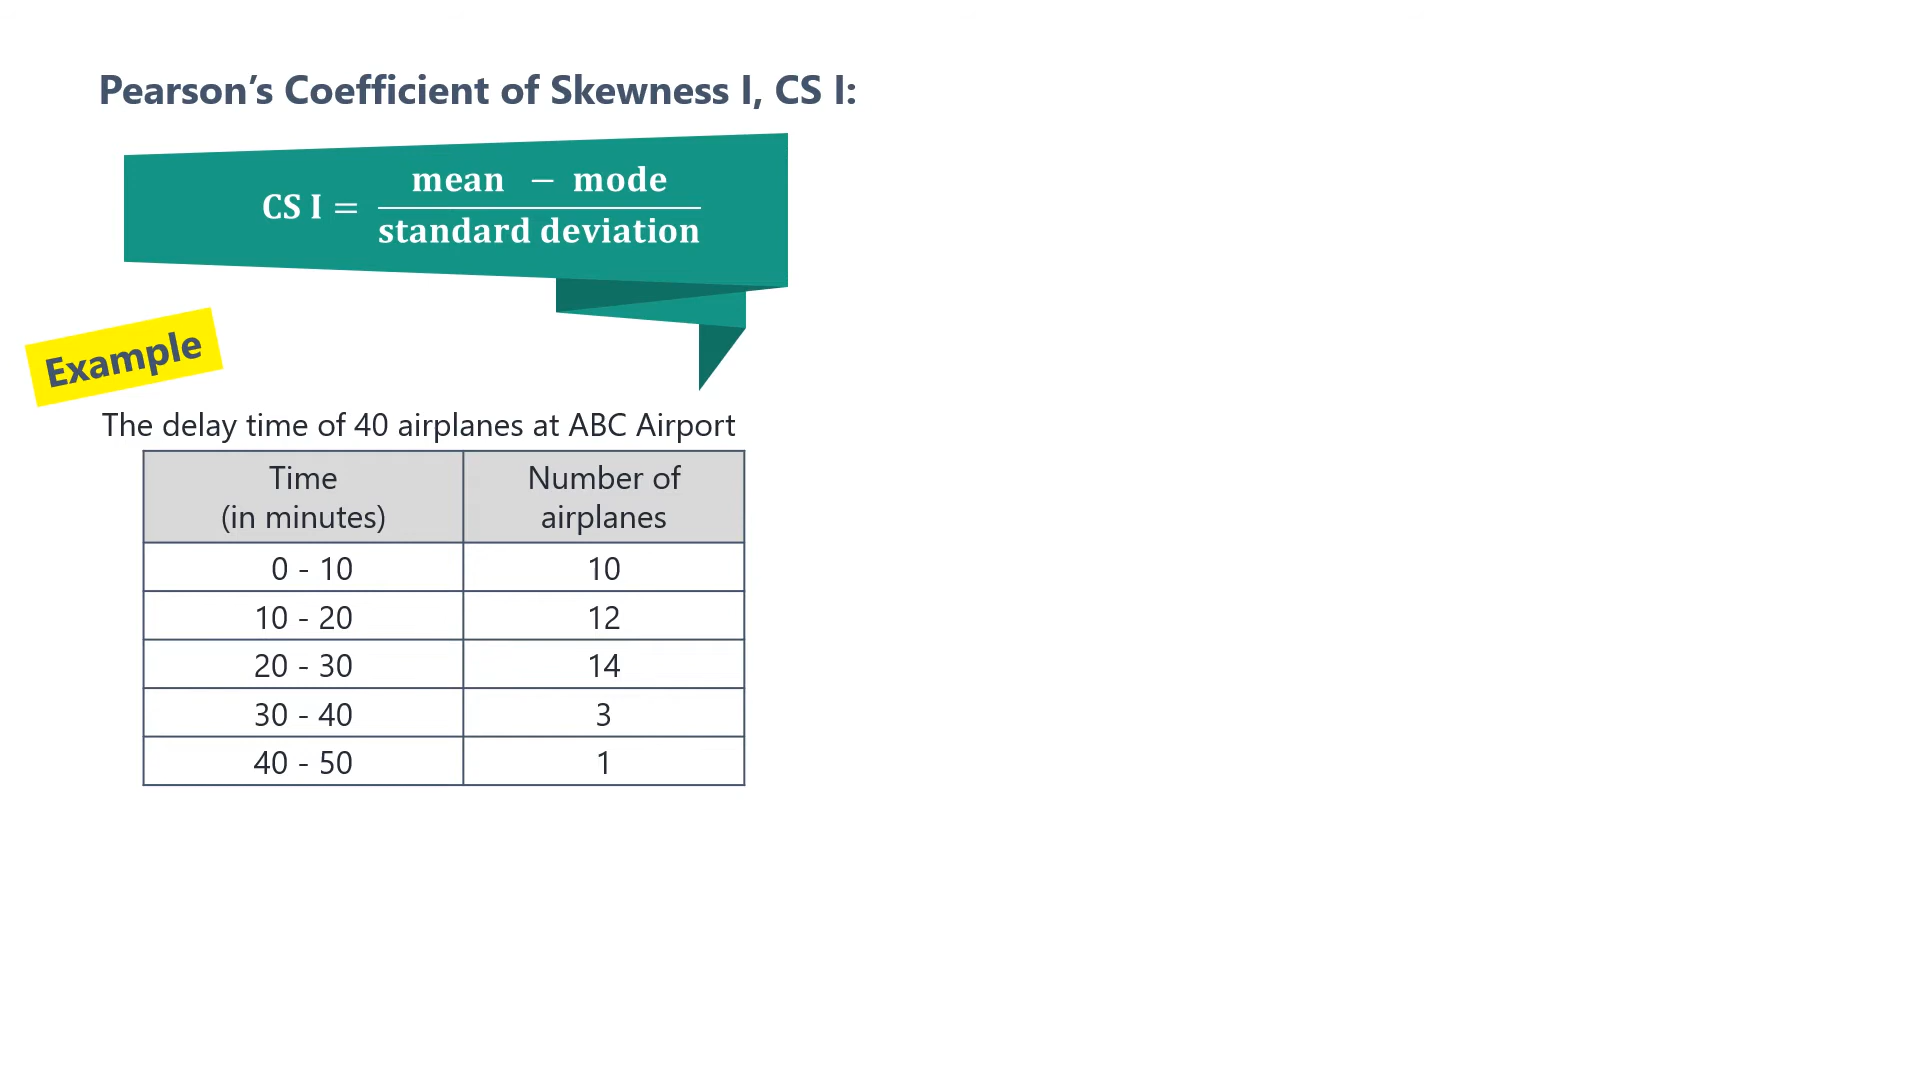 Pearson’s Coefficient of Skewness I, CS I:
CS I = mean − mode
standard deviation
Example
The delay time of 40 airplanes at ABC Airport
Time (in minutes) Number of airplanes
0 - 10 10
10 - 20 12
20 - 30 14
30 - 40 3
40 - 50 1